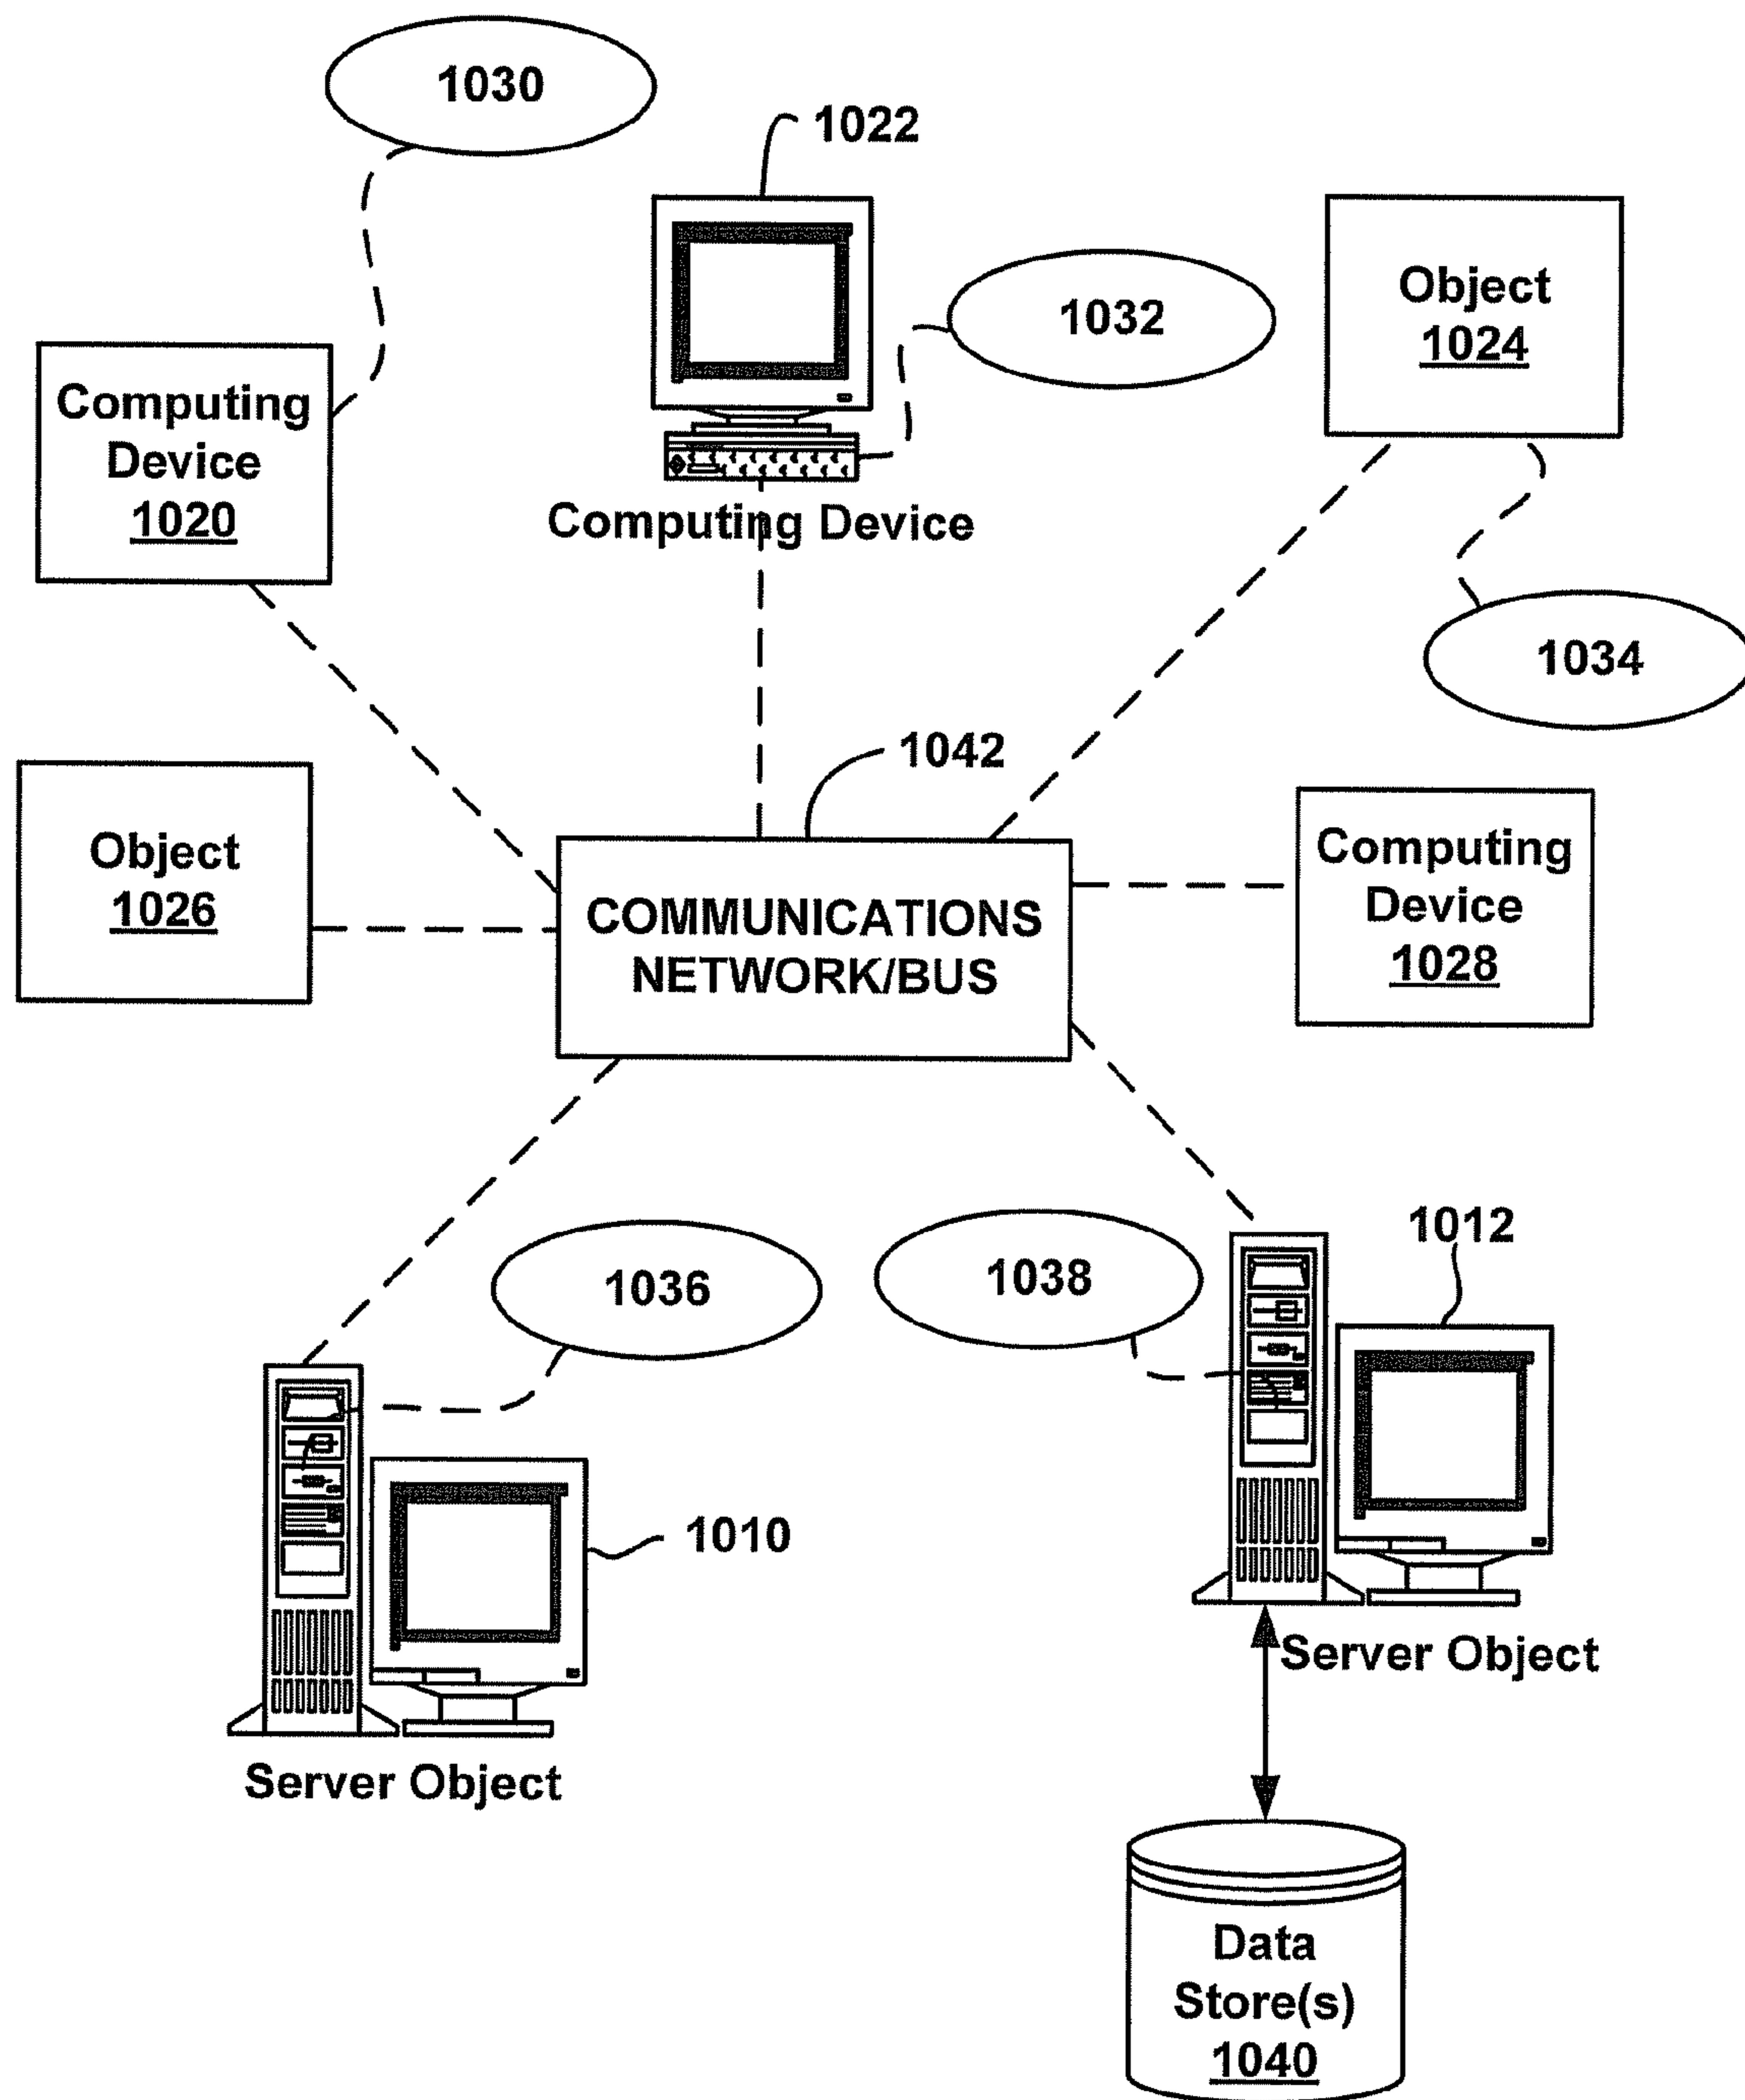 1030
1022
1032
Object
1024
Computing
Device
1020
Computing Device
1034
1042
Object
1026
COMMUNICATIONS
NETWORK/BUS
Computing
Device
1028
1036
1038
1012
1010
Server Object
Server Object
Data
Store(s)
1040